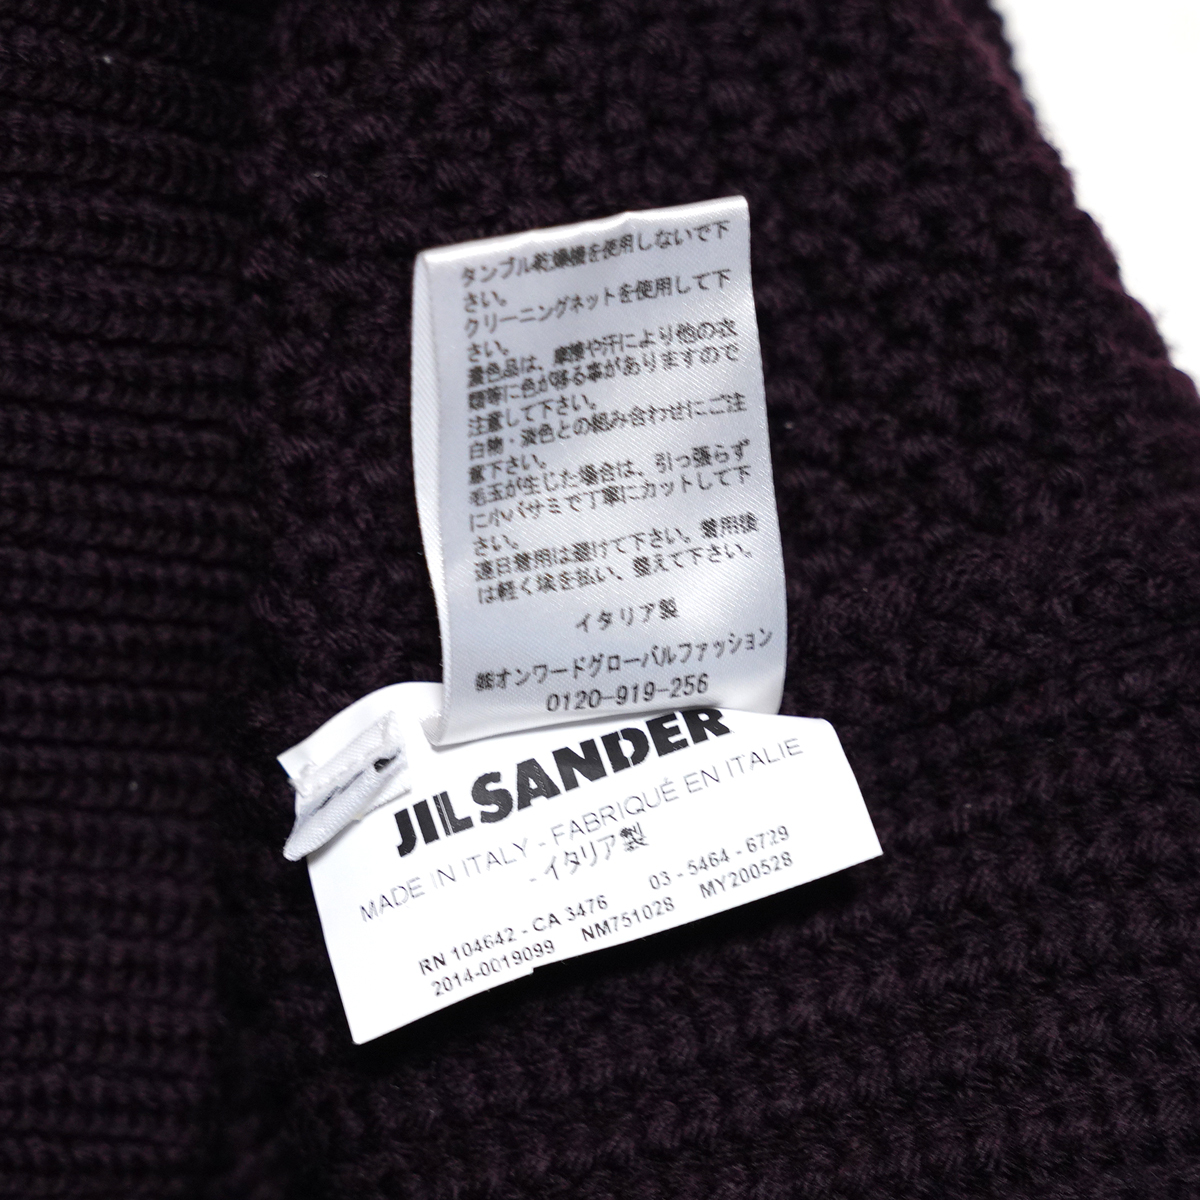 タンブル乾燥機を使用しないで下
さい。
クリーニングネットを使用して下
さい。
濃色品は、摩擦や汗により他の衣
類等に色が移る事がありますので
注意して下さい。
白物・淡色との組み合わせにご注
意下さい。
毛玉が生じた場合は、引っ張らず
に小バサミで丁寧にカットして下
さい。
連日着用は避けて下さい。着用後
は軽く埃を払い、整えて下さい。
イタリア製
㈱オンワードグローバルファッション
0120-919-256
JIL SANDER
MADE IN ITALY - FABRIQUÉ EN ITALIE
- イタリア製
RN 104642 - CA 3476 03 - 5464 - 6729
2014-0019099 NM751028 MY200528